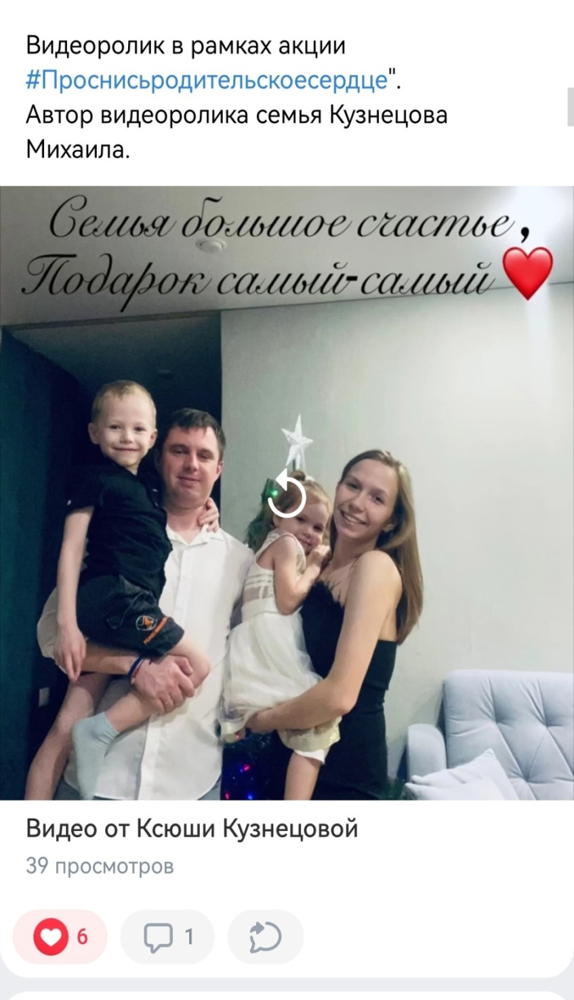 Видеоролик в рамках акции
#Проснисьродительскоесердце".
Автор видеоролика семья Кузнецова
Михаила.
Семья большое счастье,
Подарок самый-самый
Видео от Ксюши Кузнецовой
39 просмотров
6
1